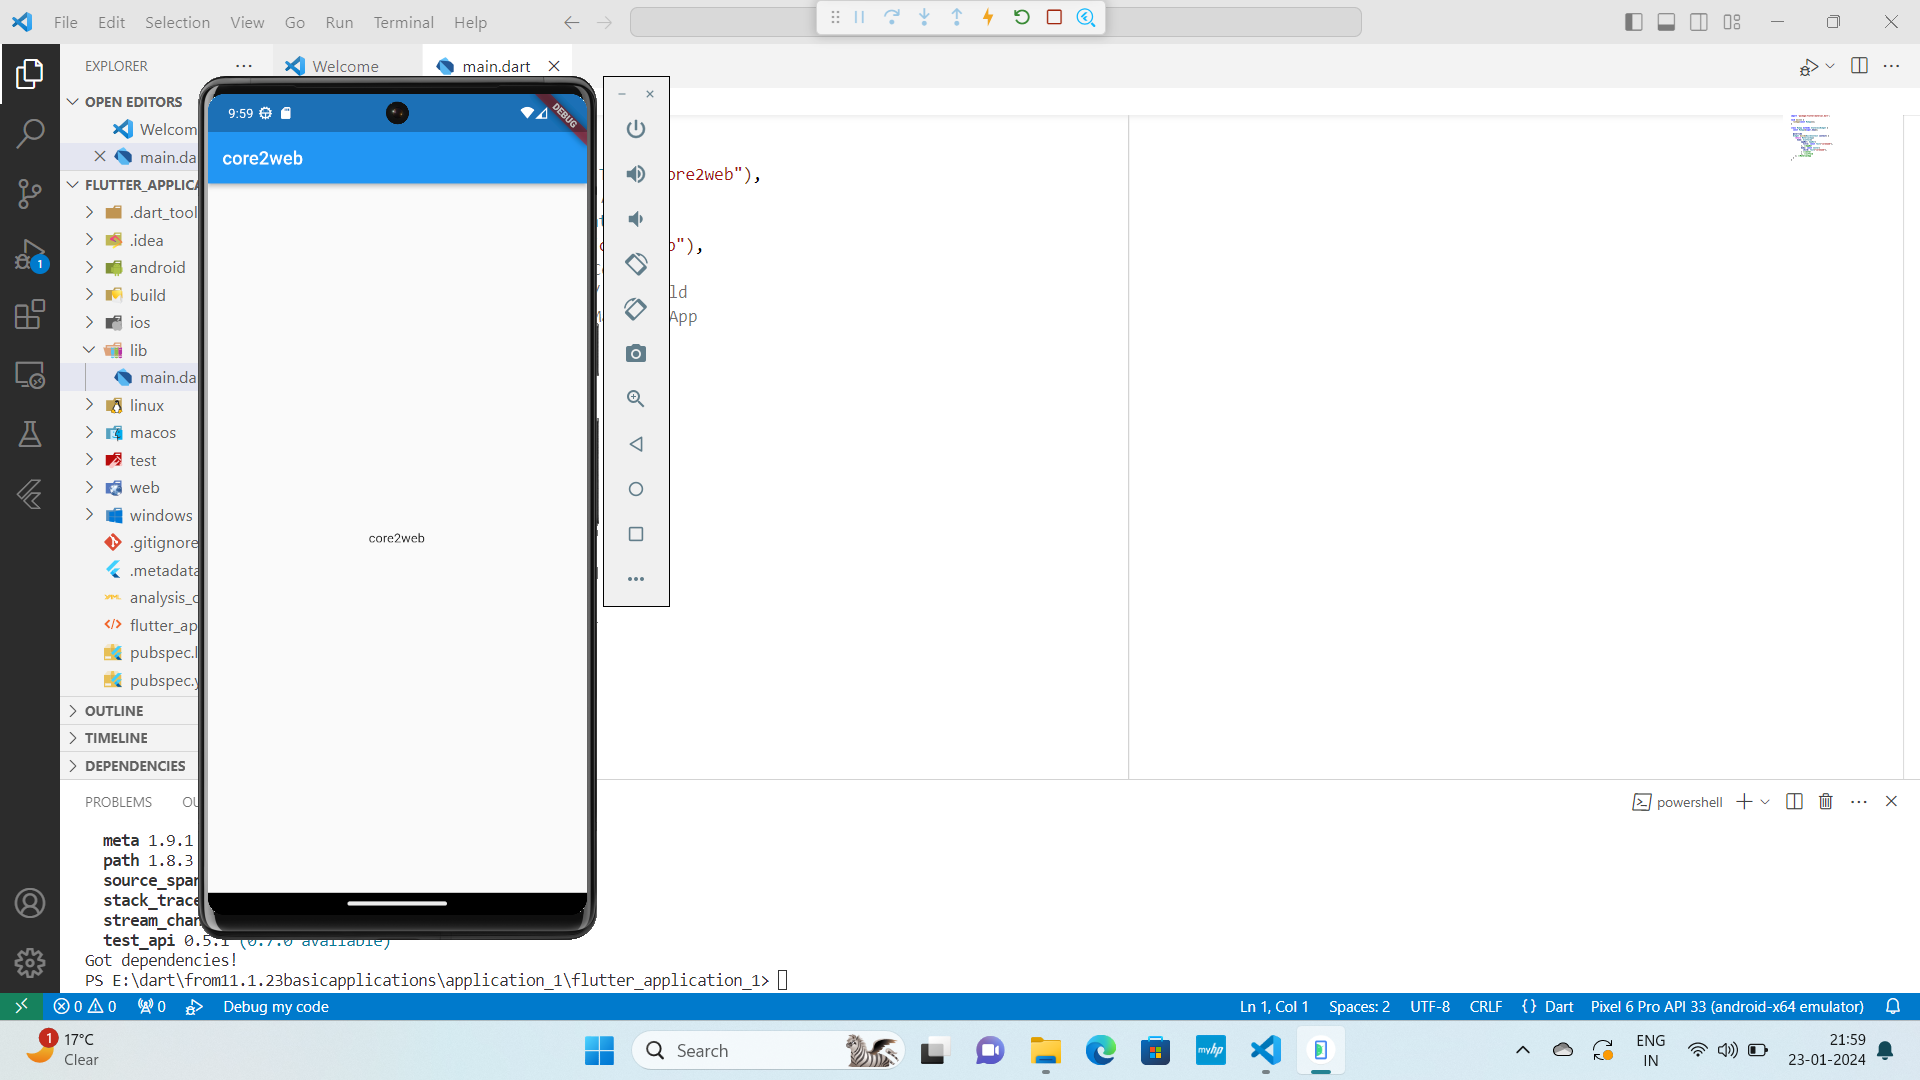 File Edit Selection View Go Run Terminal Help
EXPLORER
Welcome
main.dart
OPEN EDITORS
Welcom
main.da
FLUTTER_APPLICA
.dart_tool
.idea
android
build
ios
lib
main.da
linux
macos
test
web
windows
.gitignore
.metadata
analysis_c
flutter_ap
pubspec.l
pubspec.y
OUTLINE
TIMELINE
DEPENDENCIES
9:59
DEBUG
core2web
core2web
ore2web"),
b"),
ld
App
PROBLEMS OU
powershell
meta 1.9.1
path 1.8.3
source_span
stack_trace
stream_chan
test_api 0.5.1 (0.7.0 available)
Got dependencies!
PS E:\dart\from11.1.23basicapplications\application_1\flutter_application_1>
0 0 0 Debug my code
Ln 1, Col 1 Spaces: 2 UTF-8 CRLF {} Dart Pixel 6 Pro API 33 (android-x64 emulator)
1
1
17°C
Clear
Search
myhp
ENG
IN
21:59
23-01-2024